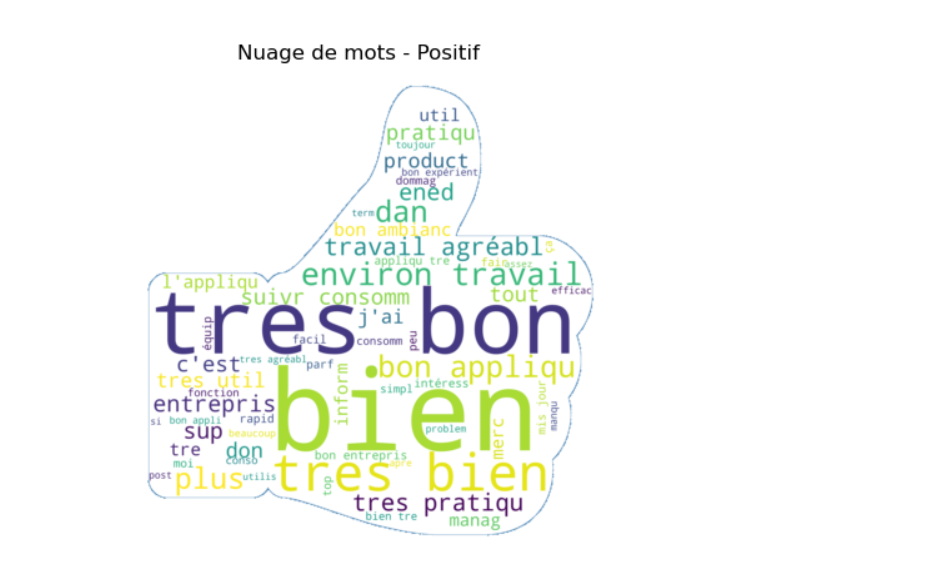 Nuage de mots - Positif
util
pratiqu
toujour
product
bon expérient
dommag
ened
term
dan
bon ambianc
travail agréabl
ça
appliqu tre
fair
assez
environ travail
l'appliqu
suivr consomm
tout
efficac
tres bon
j'ai
équip
facil
consomm
peu
c'est
tres agréabl
parf
bon appliqu
tres util
inform
simpl
intéress
fonction
entrepris
bien
mis jour
manqu
si
bon appli
rapid
sup
beaucoup
problem
merc
tre
don
moi
conso
bon entrepris
apre
post
plus
utilis
top
tres bien
tres pratiqu
bien tre
manag